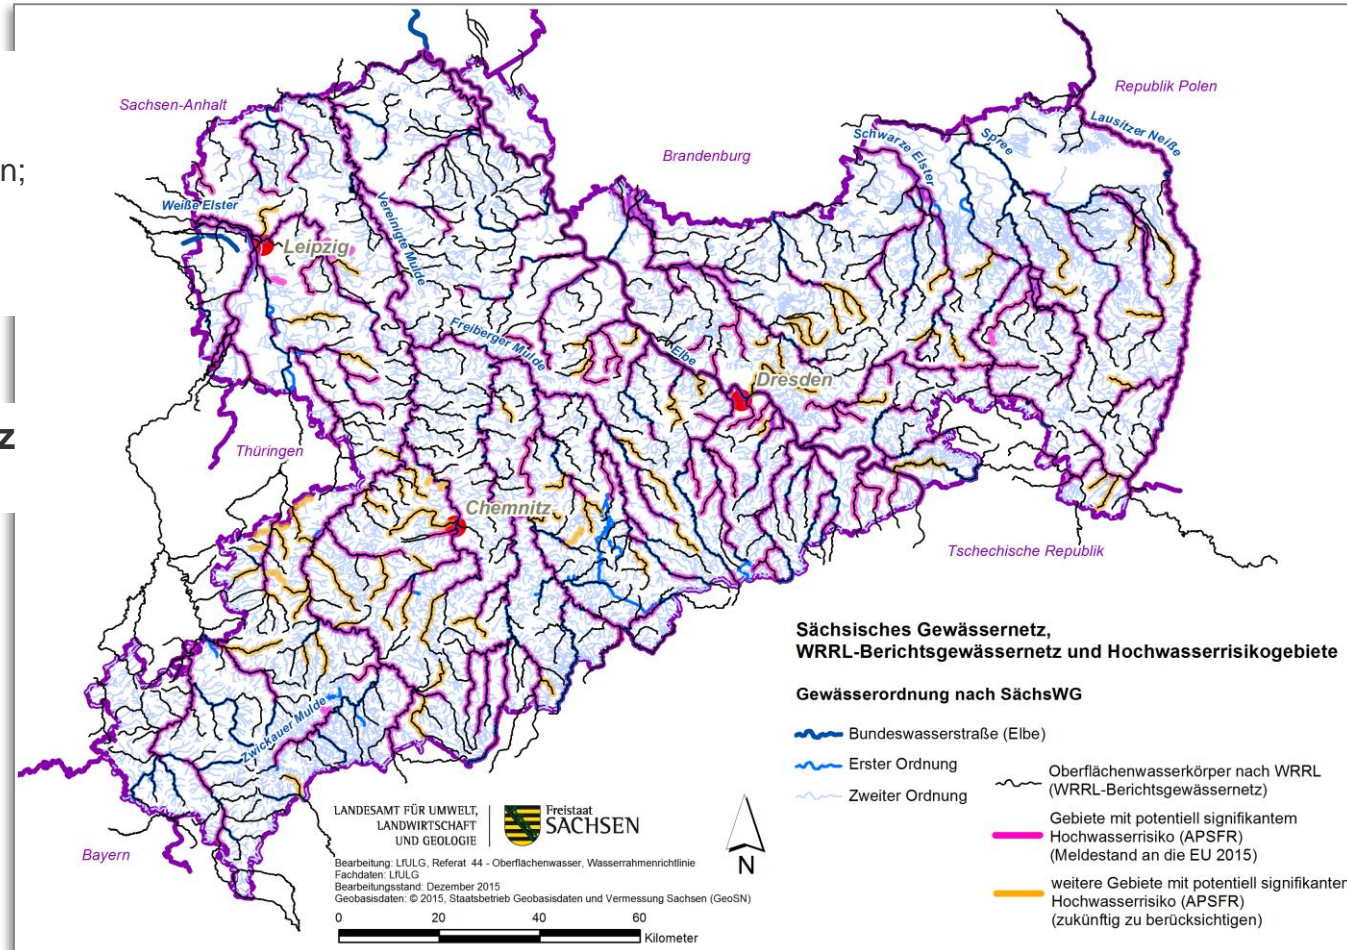 n;
z
Sachsen-Anhalt
Republik Polen
Brandenburg
Lausitzer Neiße
Schwarze Elster
Spree
Weiße Elster
Vereinigte Mulde
Leipzig
Freiberger Mulde
Elbe
Dresden
Thüringen
Chemnitz
Tschechische Republik
Zwickauer Mulde
Bayern
Sächsisches Gewässernetz,
WRRL-Berichtsgewässernetz und Hochwasserrisikogebiete
Gewässerordnung nach SächsWG
Bundeswasserstraße (Elbe)
Erster Ordnung
Zweiter Ordnung
Oberflächenwasserkörper nach WRRL
(WRRL-Berichtsgewässernetz)
Gebiete mit potentiell signifikantem
Hochwasserrisiko (APSFR)
(Meldestand an die EU 2015)
weitere Gebiete mit potentiell signifikanten
Hochwasserrisiko (APSFR)
(zukünftig zu berücksichtigen)
LANDESAMT FÜR UMWELT,
LANDWIRTSCHAFT
UND GEOLOGIE
Freistaat
SACHSEN
Bearbeitung: LfULG, Referat 44 - Oberflächenwasser, Wasserrahmenrichtlinie
Fachdaten: LfULG
Bearbeitungsstand: Dezember 2015
Geobasisdaten: © 2015, Staatsbetrieb Geobasisdaten und Vermessung Sachsen (GeoSN)
0 20 40 60
Kilometer
N